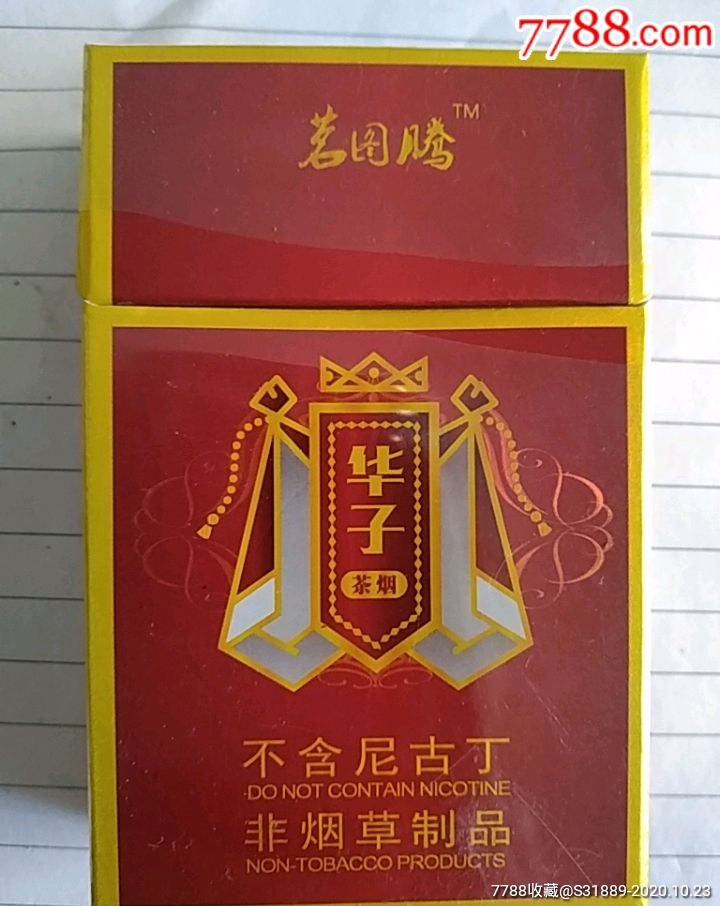 7788.com
茗图腾™
华子
茶烟
不含尼古丁
DO NOT CONTAIN NICOTINE
非烟草制品
NON-TOBACCO PRODUCTS
7788收藏@S31889-2020.10.23